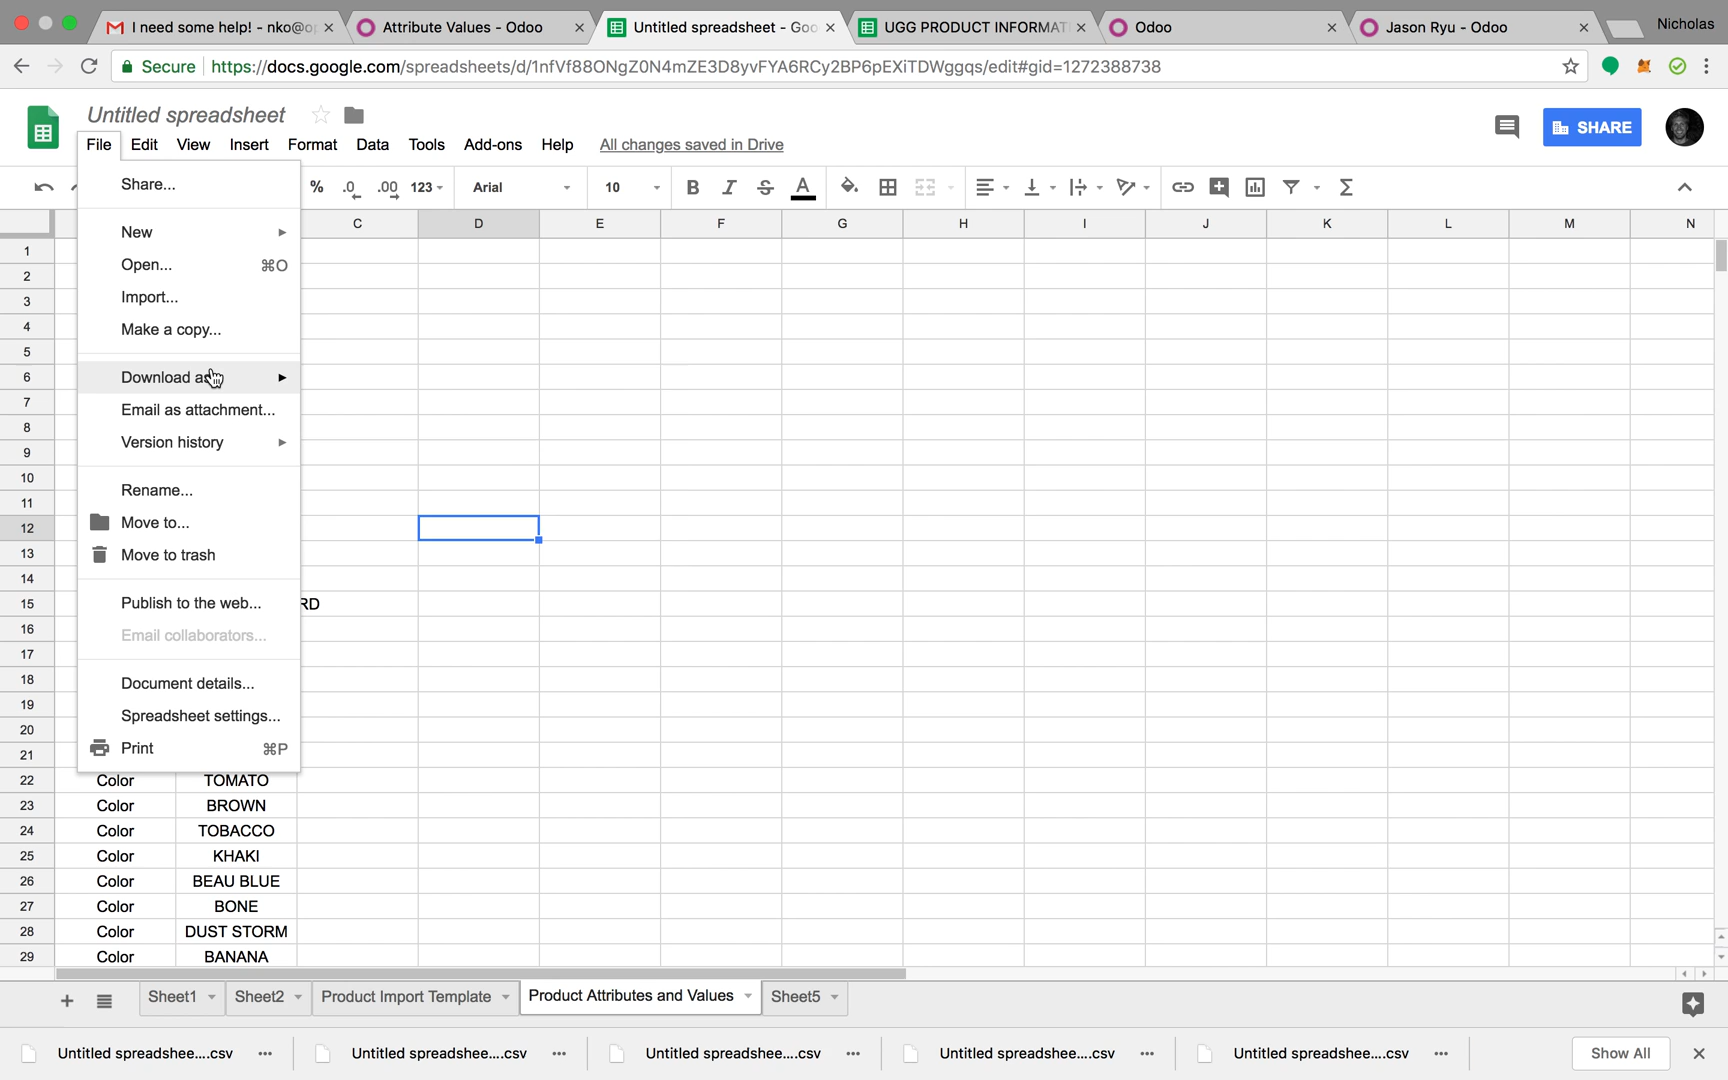 I need some help! - nko@o
Attribute Values - Odoo
Untitled spreadsheet - Goo
UGG PRODUCT INFORMAT
Odoo
Jason Ryu - Odoo
Nicholas
Secure
https://docs.google.com/spreadsheets/d/1nfVf88ONgZ0N4mZE3D8yvFYA6RCy2BP6pEXiTDWggqs/edit#gid=1272388738
Untitled spreadsheet
SHARE
File Edit View Insert Format Data Tools Add-ons Help All changes saved in Drive
% .0 .00 123 Arial 10 B I S A Σ
C D E F G H I J K L M N
Share...
New
Open... ⌘O
Import...
Make a copy...
Download as
Email as attachment...
Version history
Rename...
Move to...
Move to trash
Publish to the web...
Email collaborators...
Document details...
Spreadsheet settings...
Print ⌘P
1
2
3
4
5
6
7
8
9
10
11
12
13
14
15 RD
16
17
18
19
20
21
22 Color TOMATO
23 Color BROWN
24 Color TOBACCO
25 Color KHAKI
26 Color BEAU BLUE
27 Color BONE
28 Color DUST STORM
29 Color BANANA
Sheet1 Sheet2 Product Import Template Product Attributes and Values Sheet5
Untitled spreadshee....csv Untitled spreadshee....csv Untitled spreadshee....csv Untitled spreadshee....csv Untitled spreadshee....csv Show All